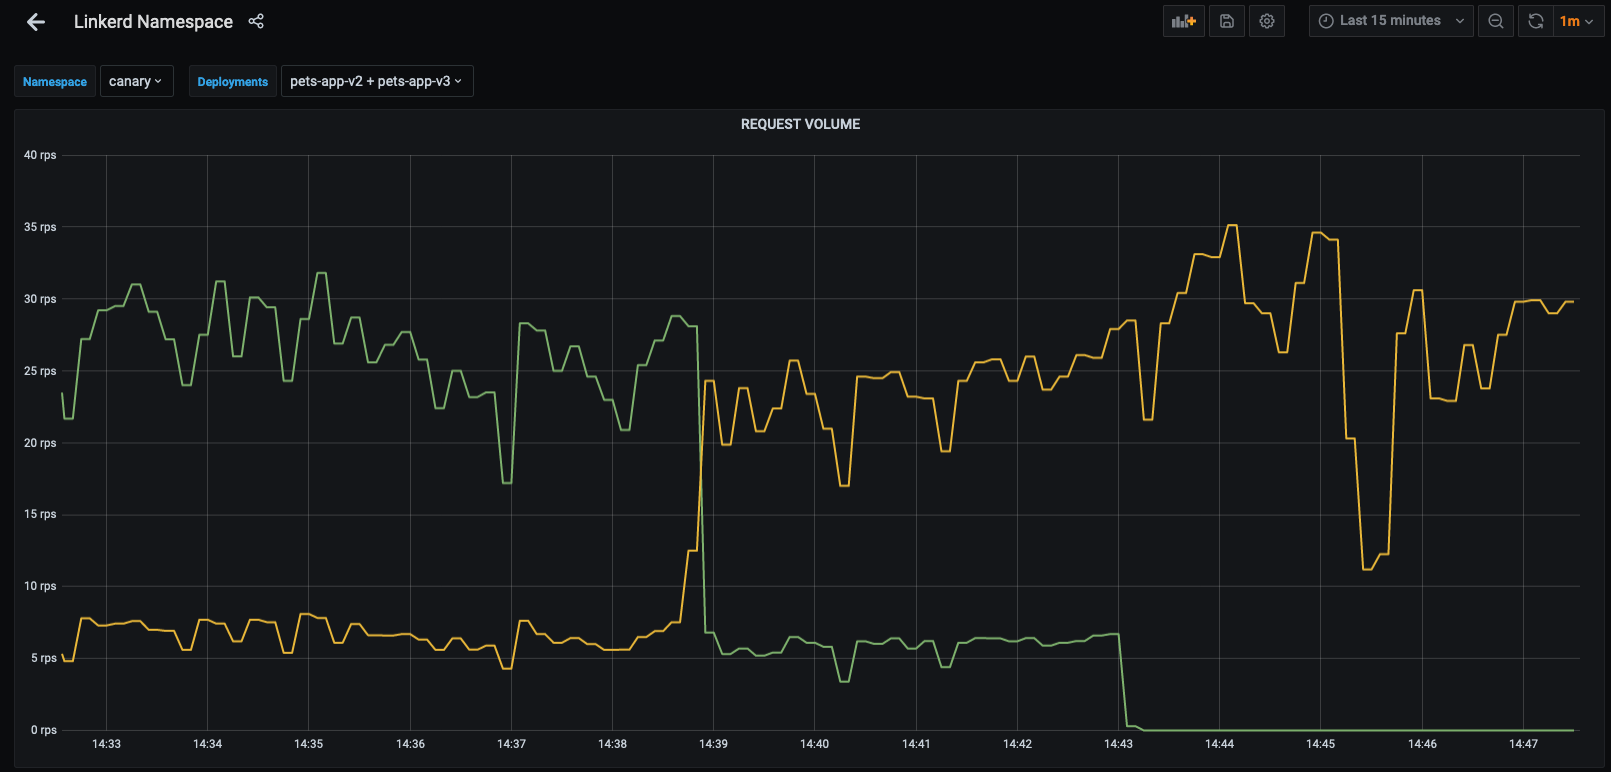 Linkerd Namespace
Last 15 minutes
1m
Namespace canary Deployments pets-app-v2 + pets-app-v3
REQUEST VOLUME
40 rps
35 rps
30 rps
25 rps
20 rps
15 rps
10 rps
5 rps
0 rps
14:33 14:34 14:35 14:36 14:37 14:38 14:39 14:40 14:41 14:42 14:43 14:44 14:45 14:46 14:47